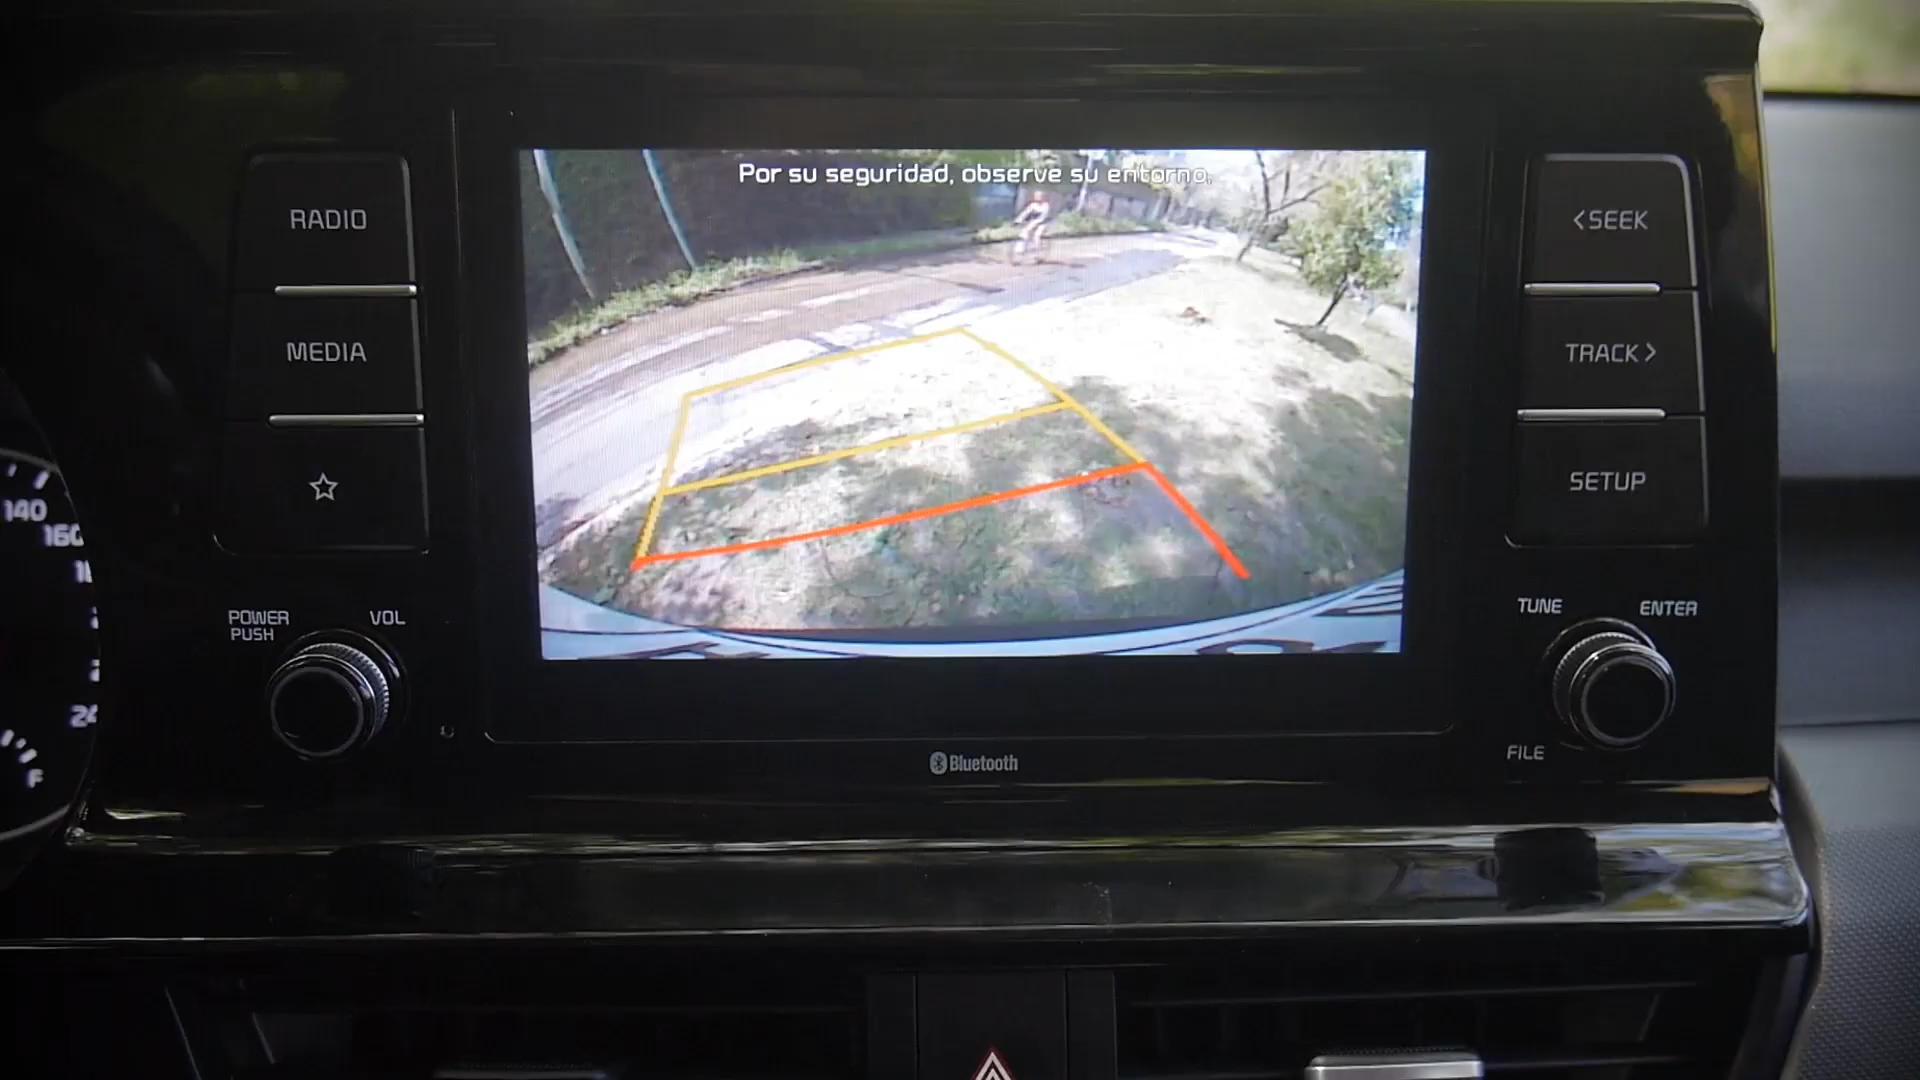 Por su seguridad, observe su entorno.
RADIO
MEDIA
POWER
PUSH
VOL
<SEEK
TRACK>
SETUP
TUNE
ENTER
FILE
Bluetooth
140
160
F